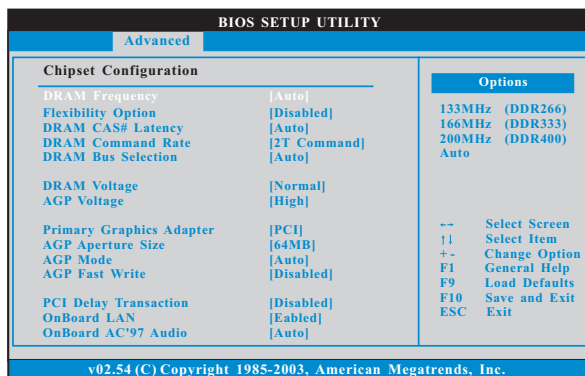 BIOS SETUP UTILITY
Advanced
Chipset Configuration
DRAM Frequency [Auto]
Flexibility Option [Disabled]
DRAM CAS# Latency [Auto]
DRAM Command Rate [2T Command]
DRAM Bus Selection [Auto]
DRAM Voltage [Normal]
AGP Voltage [High]
Primary Graphics Adapter [PCI]
AGP Aperture Size [64MB]
AGP Mode [Auto]
AGP Fast Write [Disabled]
PCI Delay Transaction [Disabled]
OnBoard LAN [Eabled]
OnBoard AC'97 Audio [Auto]
Options
133MHz (DDR266)
166MHz (DDR333)
200MHz (DDR400)
Auto
←→ Select Screen
↑↓ Select Item
+ - Change Option
F1 General Help
F9 Load Defaults
F10 Save and Exit
ESC Exit
v02.54 (C) Copyright 1985-2003, American Megatrends, Inc.